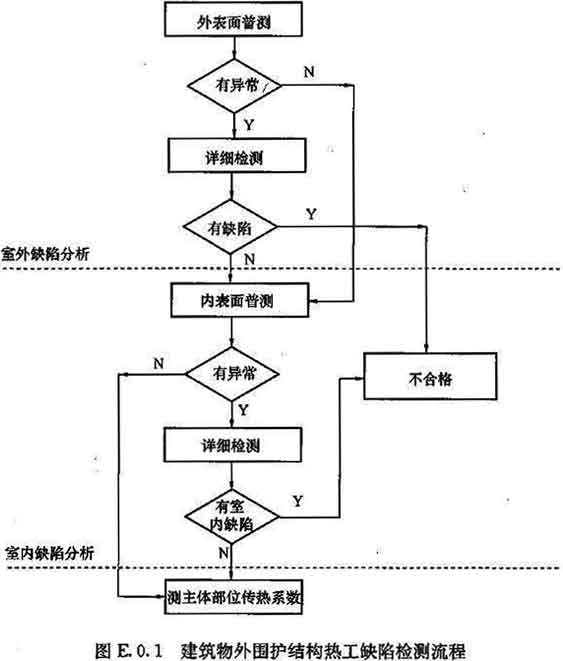 外表面普测
有异常
N
Y
详细检测
有缺陷
Y
室外缺陷分析
N
内表面普测
N
有异常
不合格
Y
详细检测
有室
内缺陷
Y
室内缺陷分析
N
测主体部位传热系数
图 E.0.1 建筑物外围护结构热工缺陷检测流程